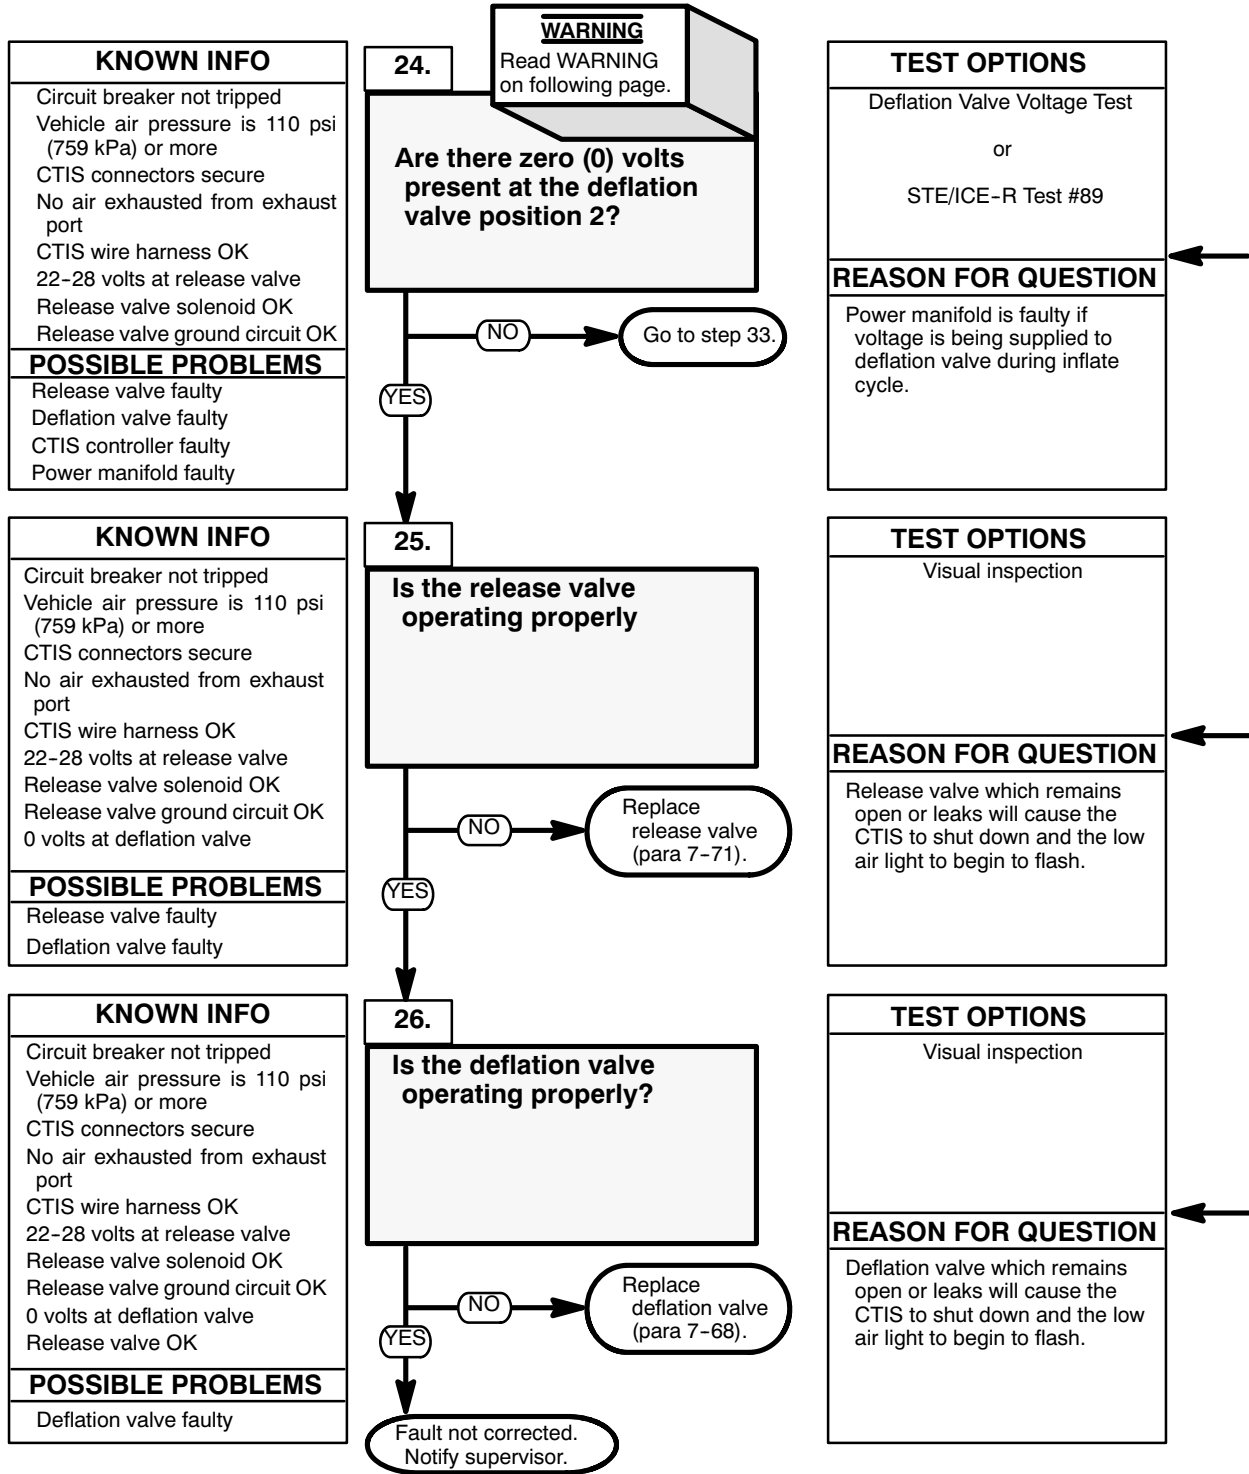 WARNING
Read WARNING
on following page.
KNOWN INFO
Circuit breaker not tripped
Vehicle air pressure is 110 psi
(759 kPa) or more
CTIS connectors secure
No air exhausted from exhaust
port
CTIS wire harness OK
22-28 volts at release valve
Release valve solenoid OK
Release valve ground circuit OK
POSSIBLE PROBLEMS
Release valve faulty
Deflation valve faulty
CTIS controller faulty
Power manifold faulty
24.
Are there zero (0) volts
present at the deflation
valve position 2?
NO
Go to step 33.
YES
TEST OPTIONS
Deflation Valve Voltage Test
or
STE/ICE-R Test #89
REASON FOR QUESTION
Power manifold is faulty if
voltage is being supplied to
deflation valve during inflate
cycle.
KNOWN INFO
Circuit breaker not tripped
Vehicle air pressure is 110 psi
(759 kPa) or more
CTIS connectors secure
No air exhausted from exhaust
port
CTIS wire harness OK
22-28 volts at release valve
Release valve solenoid OK
Release valve ground circuit OK
0 volts at deflation valve
POSSIBLE PROBLEMS
Release valve faulty
Deflation valve faulty
25.
Is the release valve
operating properly
NO
Replace
release valve
(para 7-71).
YES
TEST OPTIONS
Visual inspection
REASON FOR QUESTION
Release valve which remains
open or leaks will cause the
CTIS to shut down and the low
air light to begin to flash.
KNOWN INFO
Circuit breaker not tripped
Vehicle air pressure is 110 psi
(759 kPa) or more
CTIS connectors secure
No air exhausted from exhaust
port
CTIS wire harness OK
22-28 volts at release valve
Release valve solenoid OK
Release valve ground circuit OK
0 volts at deflation valve
Release valve OK
POSSIBLE PROBLEMS
Deflation valve faulty
26.
Is the deflation valve
operating properly?
NO
Replace
deflation valve
(para 7-68).
YES
Fault not corrected.
Notify supervisor.
TEST OPTIONS
Visual inspection
REASON FOR QUESTION
Deflation valve which remains
open or leaks will cause the
CTIS to shut down and the low
air light to begin to flash.